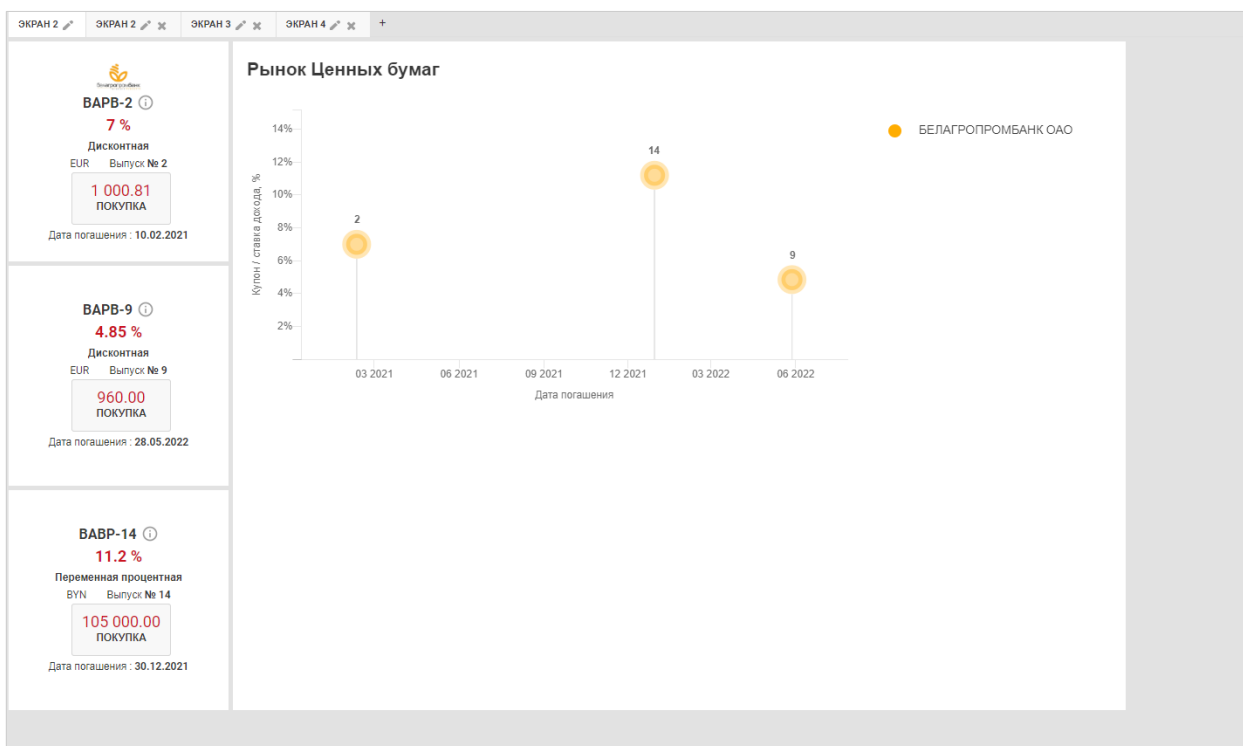 ЭКРАН 2 ЭКРАН 2 ЭКРАН 3 ЭКРАН 4 +
Белагропромбанк
BAPB-2
7 %
Дисконтная
EUR Выпуск № 2
1 000.81
ПОКУПКА
Дата погашения : 10.02.2021
BAPB-9
4.85 %
Дисконтная
EUR Выпуск № 9
960.00
ПОКУПКА
Дата погашения : 28.05.2022
BABP-14
11.2 %
Переменная процентная
BYN Выпуск № 14
105 000.00
ПОКУПКА
Дата погашения : 30.12.2021
Рынок Ценных бумаг
Купон / ставка дохода, %
14%
12%
10%
8%
6%
4%
2%
2
14
9
03 2021 06 2021 09 2021 12 2021 03 2022 06 2022
Дата погашения
БЕЛАГРОПРОМБАНК ОАО